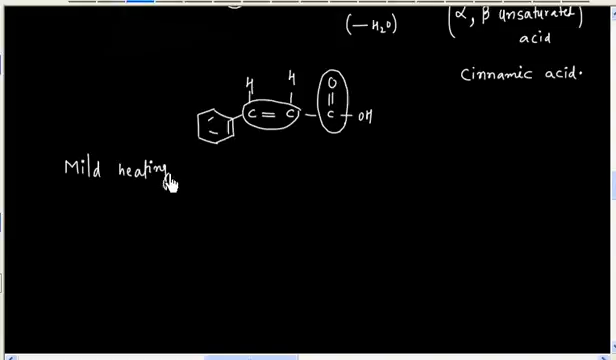 (—H₂O)
(α, β unsaturated
acid
Cinnamic acid.
H H O
C = C — C — OH
Mild heating